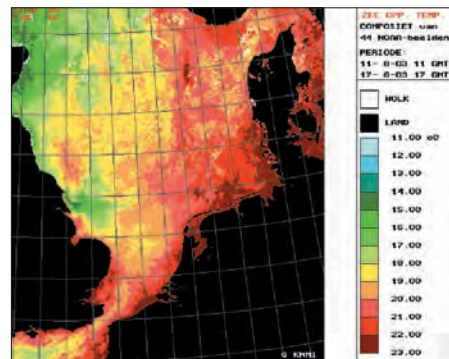 ZEE OPP. TEMP.
COMPOSIET van
44 NOAA-beelden
PERIODE:
11- 8-03 11 GMT
17- 8-03 17 GMT
WOLK
LAND
11.00 oC
12.00
13.00
14.00
15.00
16.00
17.00
18.00
19.00
20.00
21.00
22.00
23.00
© KNMI